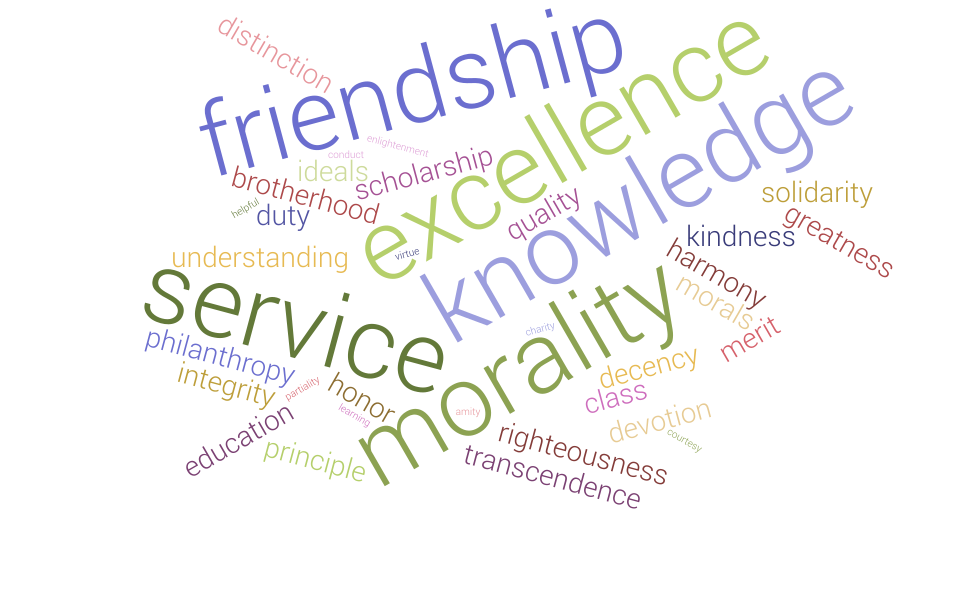 distinction
friendship
excellence
knowledge
enlightenment
conduct
ideals
scholarship
brotherhood
helpful
duty
quality
solidarity
greatness
kindness
harmony
understanding
virtue
service
morals
merit
morality
charity
philanthropy
integrity
partiality
honor
learning
decency
class
amity
devotion
courtesy
education
principle
righteousness
transcendence